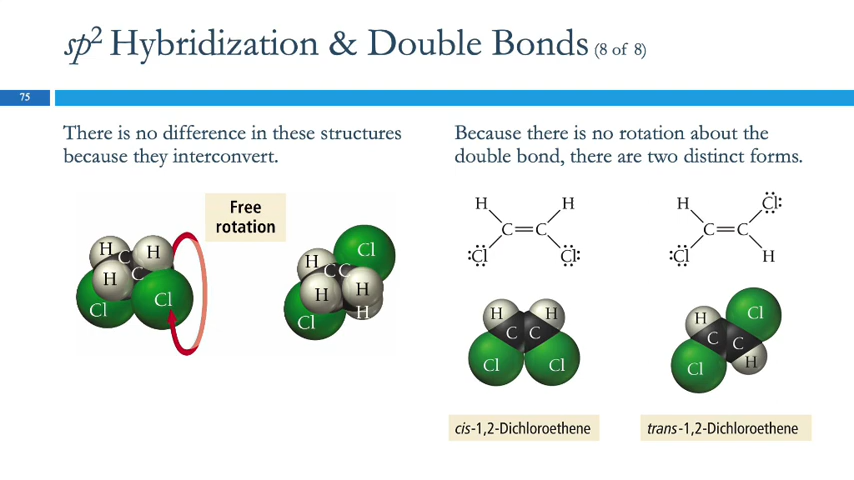 sp² Hybridization & Double Bonds (8 of 8)
75
There is no difference in these structures
because they interconvert.
Free
rotation
H
C
H
H
C
Cl
Cl
Cl
H
C
C
H
H
Cl
H
Because there is no rotation about the
double bond, there are two distinct forms.
H
H
C=C
:Cl
Cl:
H
Cl:
C=C
:Cl
H
H
H
C
C
Cl
Cl
H
Cl
C
C
Cl
H
cis-1,2-Dichloroethene
trans-1,2-Dichloroethene